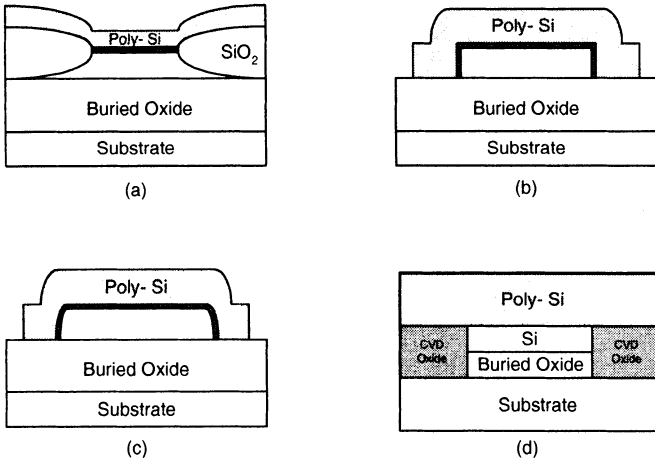 Poly- Si
SiO2
Buried Oxide
Substrate
(a)
Poly- Si
Buried Oxide
Substrate
(b)
Poly- Si
Buried Oxide
Substrate
(c)
Poly- Si
CVD Oxide
Si
CVD Oxide
Buried Oxide
Substrate
(d)